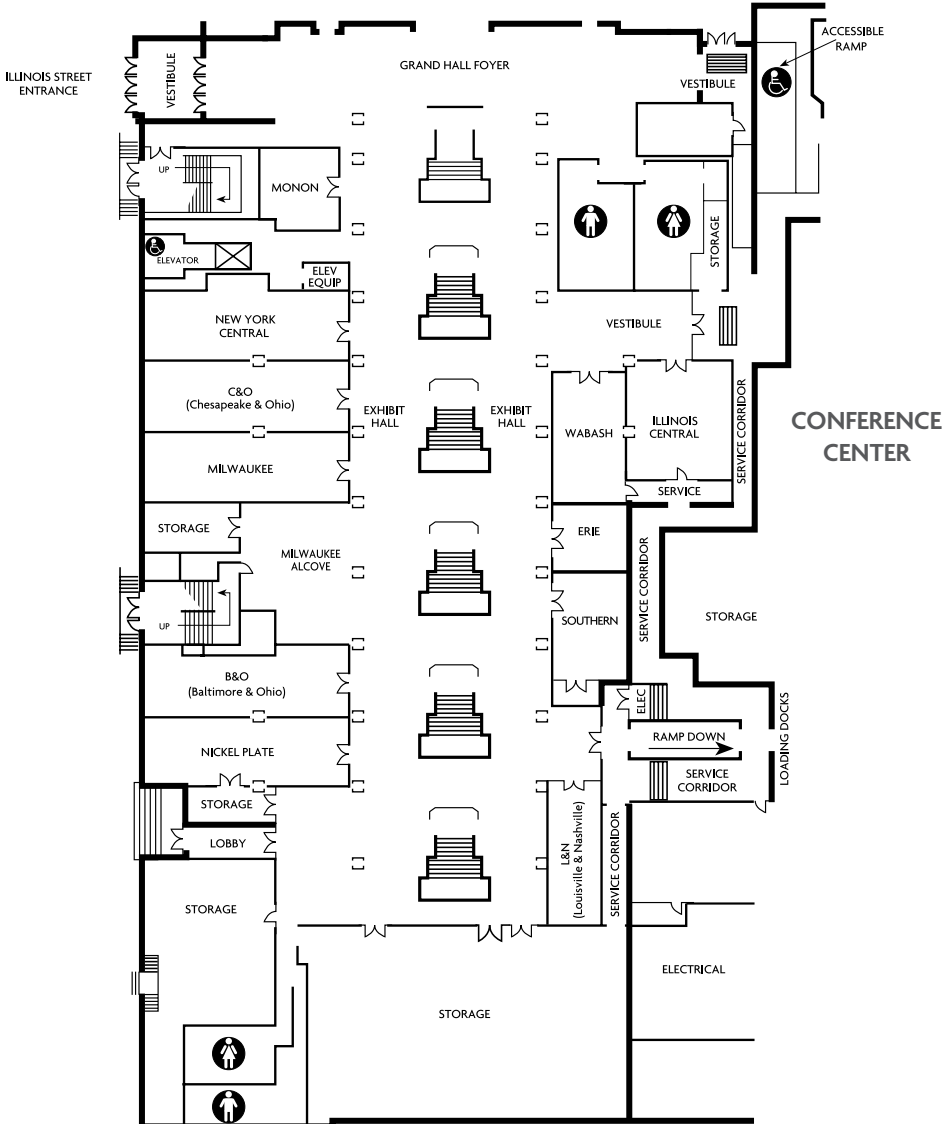 ACCESSIBLE
RAMP
GRAND HALL FOYER
ILLINOIS STREET
ENTRANCE
VESTIBULE
VESTIBULE
UP
MONON
STORAGE
ELEVATOR
ELEV
EQUIP
NEW YORK
CENTRAL
VESTIBULE
C&O
(Chesapeake & Ohio)
EXHIBIT
HALL
EXHIBIT
HALL
WABASH
ILLINOIS
CENTRAL
SERVICE CORRIDOR
CONFERENCE
CENTER
MILWAUKEE
SERVICE
STORAGE
MILWAUKEE
ALCOVE
ERIE
SERVICE CORRIDOR
UP
SOUTHERN
STORAGE
B&O
(Baltimore & Ohio)
ELEC
LOADING DOCKS
NICKEL PLATE
RAMP DOWN
SERVICE
CORRIDOR
STORAGE
LOBBY
L&N
(Louisville & Nashville)
SERVICE CORRIDOR
STORAGE
ELECTRICAL
STORAGE